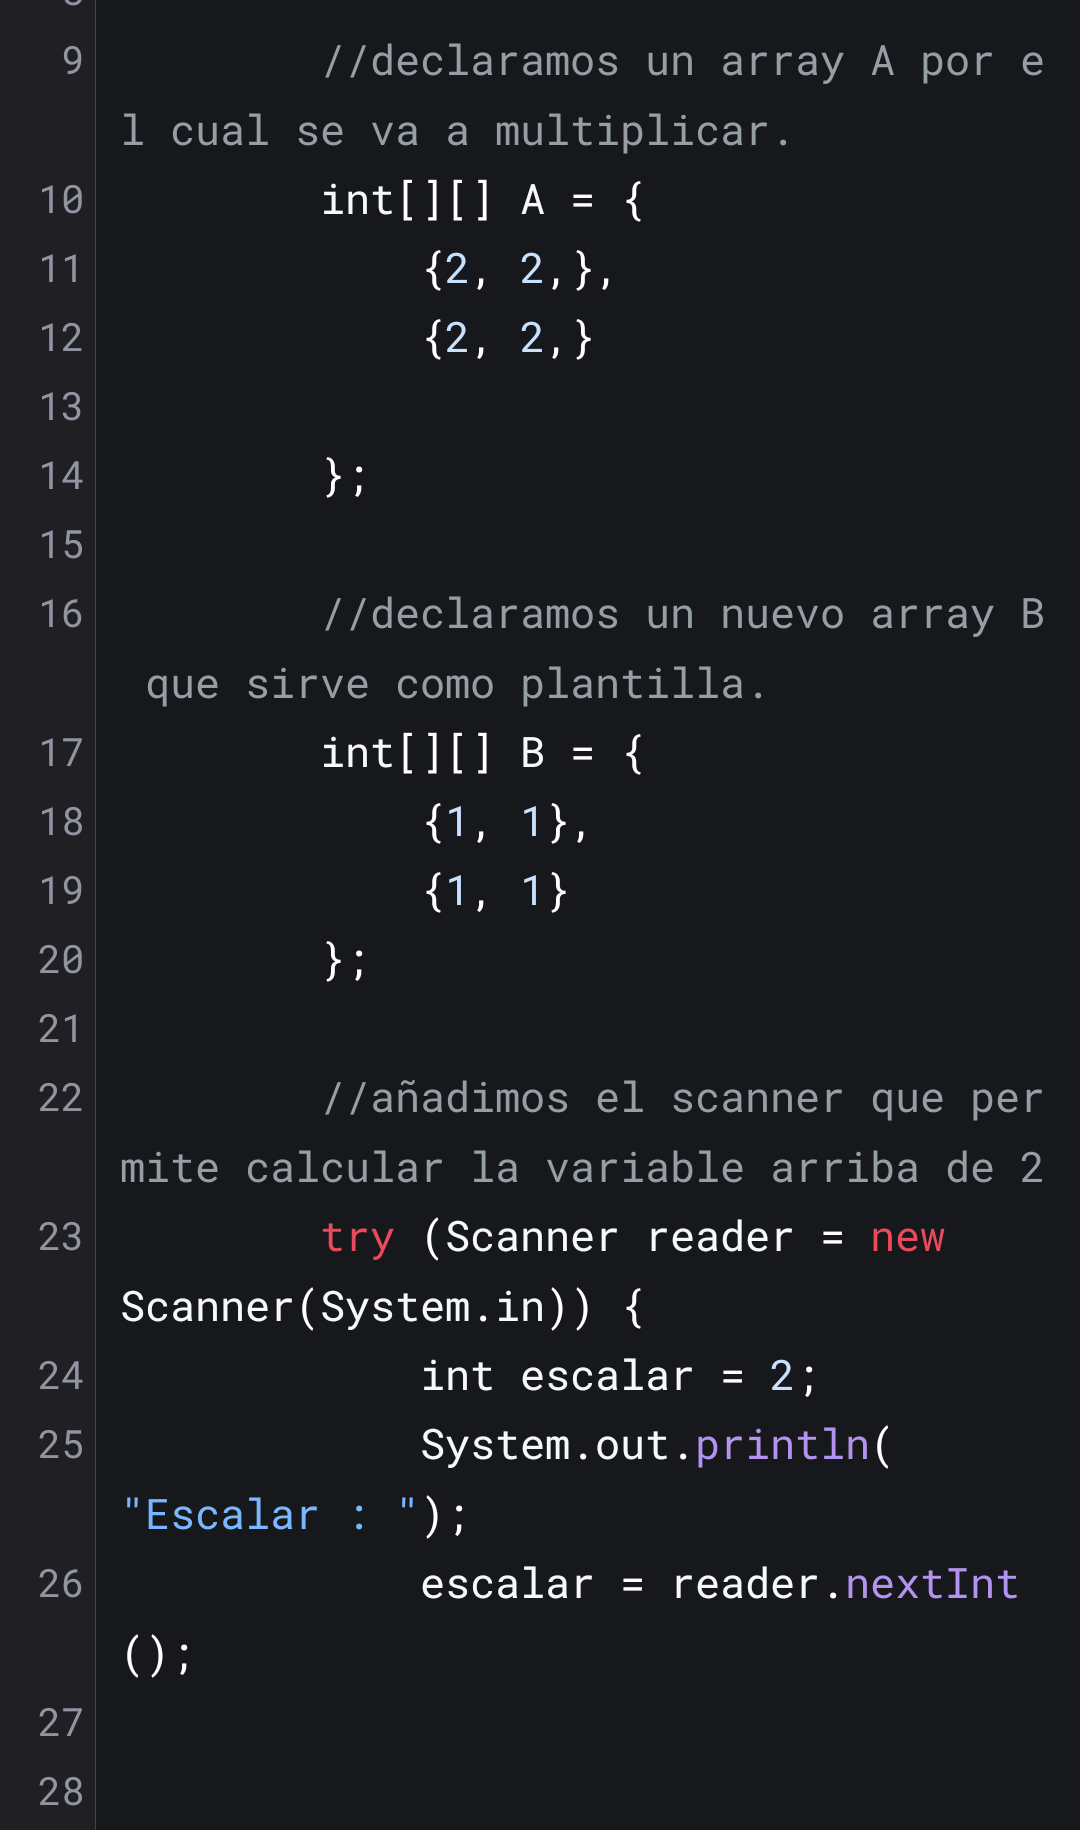 9 //declaramos un array A por e
l cual se va a multiplicar.
10 int[][] A = {
11 {2, 2,},
12 {2, 2,}
13
14 };
15
16 //declaramos un nuevo array B
que sirve como plantilla.
17 int[][] B = {
18 {1, 1},
19 {1, 1}
20 };
21
22 //añadimos el scanner que per
mite calcular la variable arriba de 2
23 try (Scanner reader = new
Scanner(System.in)) {
24 int escalar = 2;
25 System.out.println(
"Escalar : ");
26 escalar = reader.nextInt
();
27
28